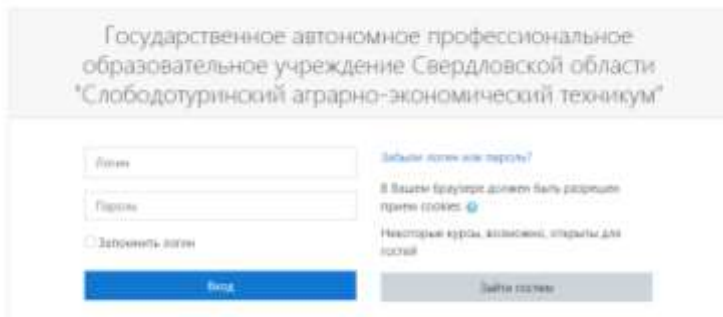 Государственное автономное профессиональное
образовательное учреждение Свердловской области
"Слободотуринский аграрно-экономический техникум"
Логин
Пароль
Запомнить логин
Вход
Забыли логин или пароль?
В Вашем браузере должен быть разрешен
прием cookies
Некоторые курсы, возможно, открыты для
гостей
Зайти гостем